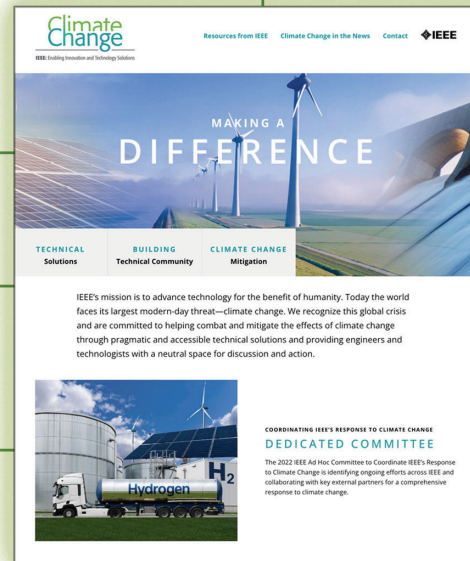 Climate
Change
IEEE: Enabling Innovation and Technology Solutions
Resources from IEEE Climate Change in the News Contact IEEE
MAKING A
DIFFERENCE
TECHNICAL
Solutions
BUILDING
Technical Community
CLIMATE CHANGE
Mitigation
IEEE's mission is to advance technology for the benefit of humanity. Today the world
faces its largest modern-day threat—climate change. We recognize this global crisis
and are committed to helping combat and mitigate the effects of climate change
through pragmatic and accessible technical solutions and providing engineers and
technologists with a neutral space for discussion and action.
H2
Hydrogen
COORDINATING IEEE'S RESPONSE TO CLIMATE CHANGE
DEDICATED COMMITTEE
The 2022 IEEE Ad Hoc Committee to Coordinate IEEE's Response
to Climate Change is identifying ongoing efforts across IEEE and
collaborating with key external partners for a comprehensive
response to climate change.